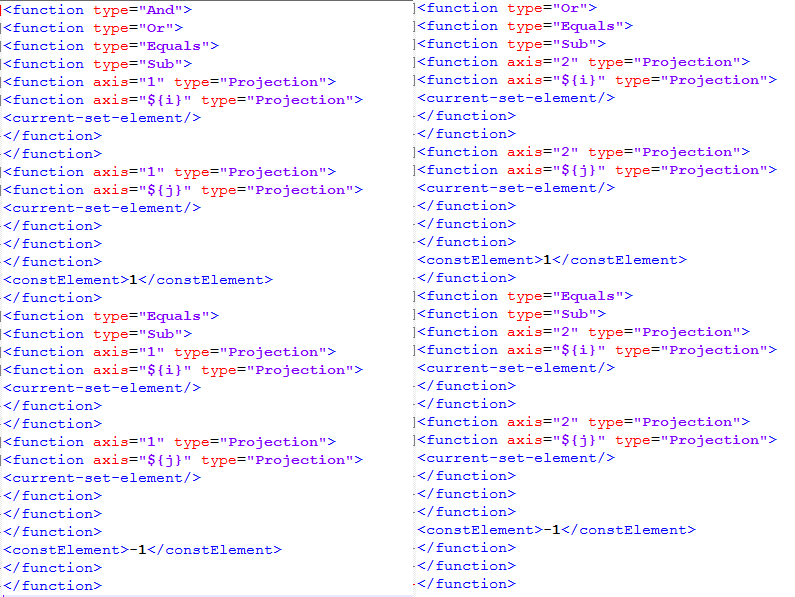 <function type="And">
<function type="Or">
<function type="Equals">
<function type="Sub">
<function axis="1" type="Projection">
<function axis="${i}" type="Projection">
<current-set-element/>
</function>
</function>
<function axis="1" type="Projection">
<function axis="${j}" type="Projection">
<current-set-element/>
</function>
</function>
</function>
<constElement>1</constElement>
</function>
<function type="Equals">
<function type="Sub">
<function axis="1" type="Projection">
<function axis="${i}" type="Projection">
<current-set-element/>
</function>
</function>
<function axis="1" type="Projection">
<function axis="${j}" type="Projection">
<current-set-element/>
</function>
</function>
</function>
<constElement>-1</constElement>
</function>
</function>
<function type="Or">
<function type="Equals">
<function type="Sub">
<function axis="2" type="Projection">
<function axis="${i}" type="Projection">
<current-set-element/>
</function>
</function>
<function axis="2" type="Projection">
<function axis="${j}" type="Projection">
<current-set-element/>
</function>
</function>
</function>
<constElement>1</constElement>
</function>
<function type="Equals">
<function type="Sub">
<function axis="2" type="Projection">
<function axis="${i}" type="Projection">
<current-set-element/>
</function>
</function>
<function axis="2" type="Projection">
<function axis="${j}" type="Projection">
<current-set-element/>
</function>
</function>
</function>
<constElement>-1</constElement>
</function>
</function>
</function>